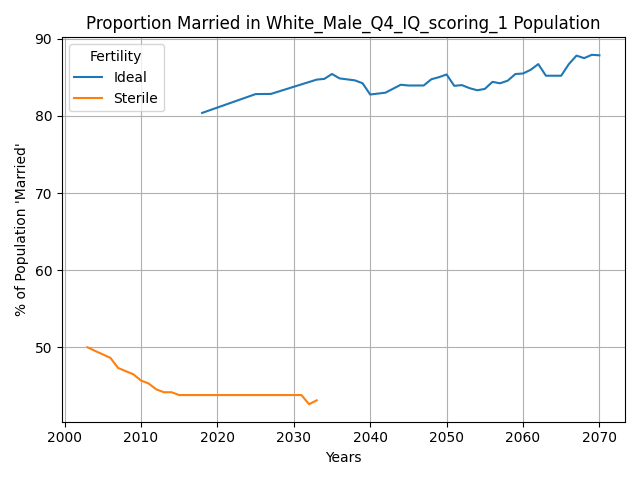 Proportion Married in White_Male_Q4_IQ_scoring_1 Population
% of Population 'Married'
90
80
70
60
50
Fertility
Ideal
Sterile
2000 2010 2020 2030 2040 2050 2060 2070
Years